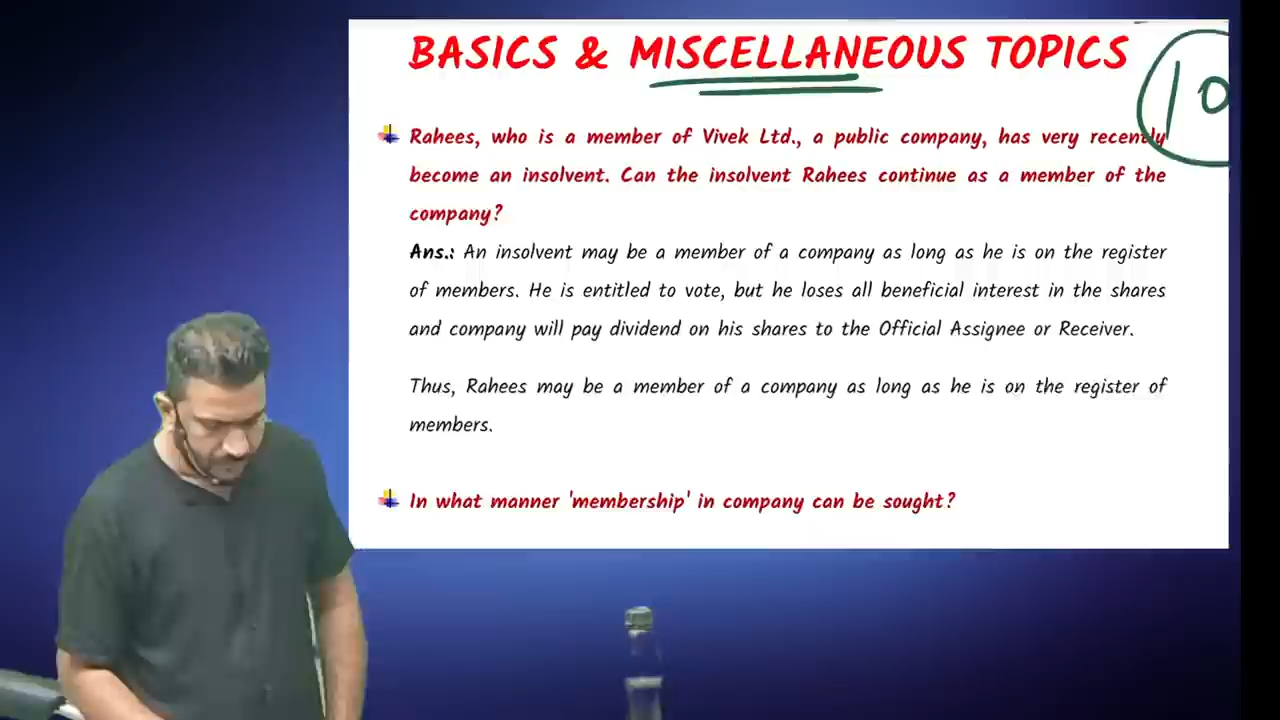 BASICS & MISCELLANEOUS TOPICS
10
Rahees, who is a member of Vivek Ltd., a public company, has very recently
become an insolvent. Can the insolvent Rahees continue as a member of the
company?
Ans.: An insolvent may be a member of a company as long as he is on the register
of members. He is entitled to vote, but he loses all beneficial interest in the shares
and company will pay dividend on his shares to the Official Assignee or Receiver.
Thus, Rahees may be a member of a company as long as he is on the register of
members.
In what manner 'membership' in company can be sought?